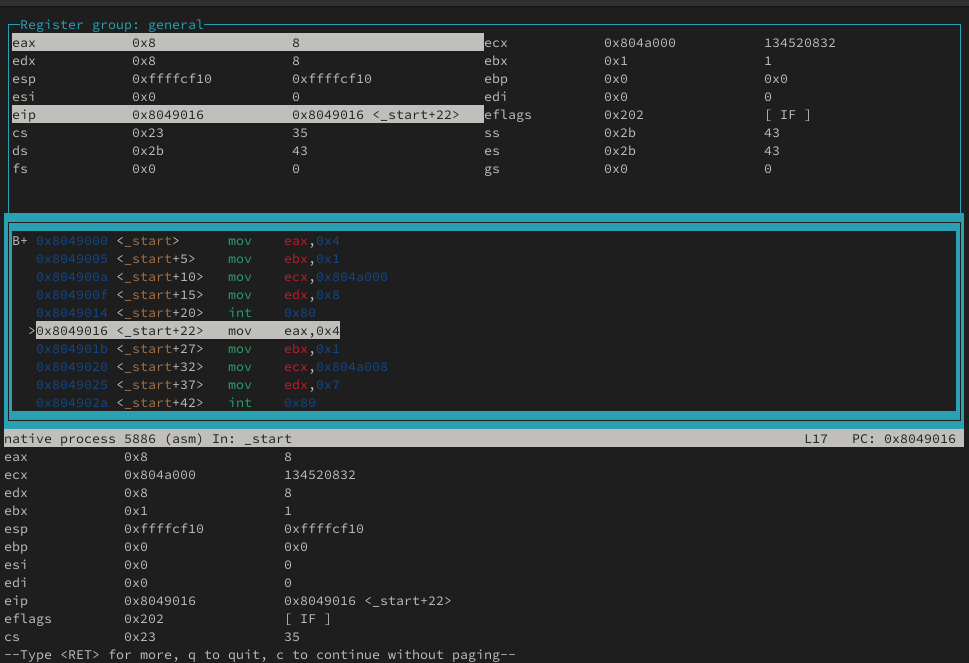 Register group: general
eax 0x8 8 ecx 0x804a000 134520832
edx 0x8 8 ebx 0x1 1
esp 0xffffcf10 0xffffcf10 ebp 0x0 0x0
esi 0x0 0 edi 0x0 0
eip 0x8049016 0x8049016 <_start+22> eflags 0x202 [ IF ]
cs 0x23 35 ss 0x2b 43
ds 0x2b 43 es 0x2b 43
fs 0x0 0 gs 0x0 0
B+ 0x8049000 <_start> mov eax,0x4
0x8049005 <_start+5> mov ebx,0x1
0x804900a <_start+10> mov ecx,0x804a000
0x804900f <_start+15> mov edx,0x8
0x8049014 <_start+20> int 0x80
>0x8049016 <_start+22> mov eax,0x4
0x804901b <_start+27> mov ebx,0x1
0x8049020 <_start+32> mov ecx,0x804a008
0x8049025 <_start+37> mov edx,0x7
0x804902a <_start+42> int 0x80
native process 5886 (asm) In: _start L17 PC: 0x8049016
eax 0x8 8
ecx 0x804a000 134520832
edx 0x8 8
ebx 0x1 1
esp 0xffffcf10 0xffffcf10
ebp 0x0 0x0
esi 0x0 0
edi 0x0 0
eip 0x8049016 0x8049016 <_start+22>
eflags 0x202 [ IF ]
cs 0x23 35
--Type <RET> for more, q to quit, c to continue without paging--